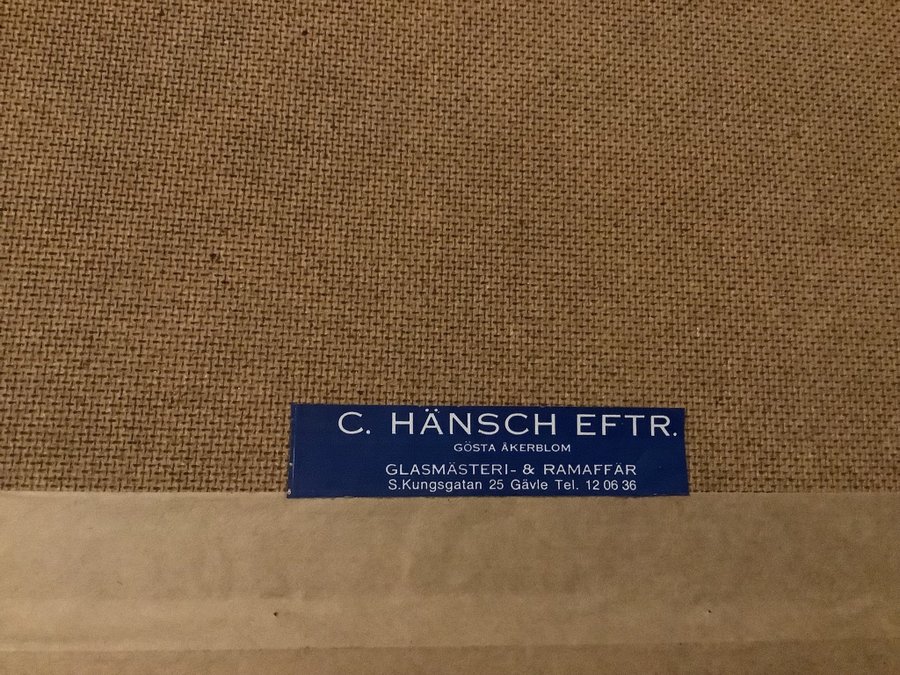 C. HÄNSCH EFTR.
GÖSTA ÅKERBLOM
GLASMÄSTERI- & RAMAFFÄR
S.Kungsgatan 25 Gävle Tel. 12 06 36